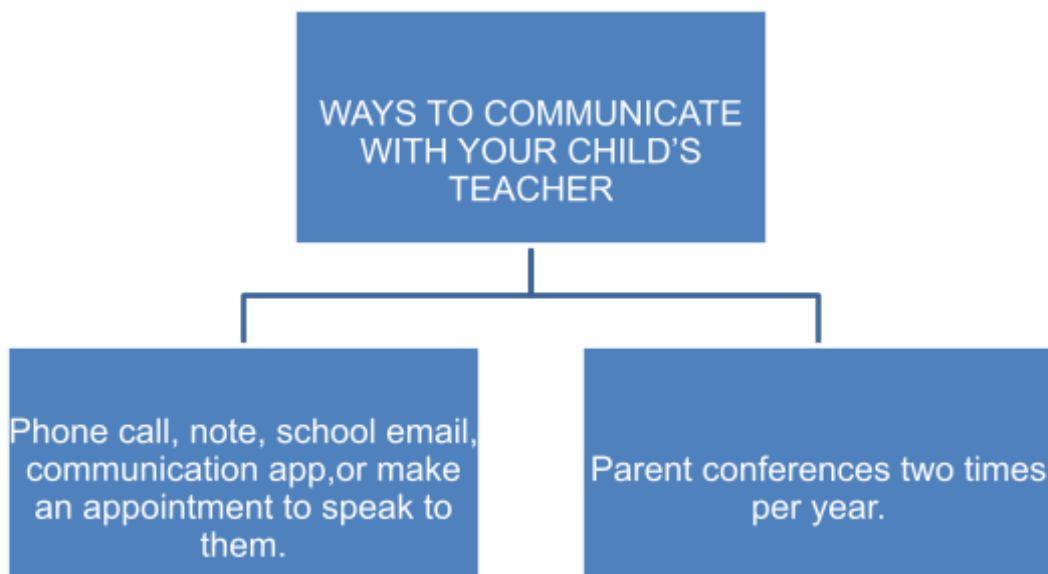 WAYS TO COMMUNICATE
WITH YOUR CHILD'S
TEACHER
Phone call, note, school email,
communication app,or make
an appointment to speak to
them.
Parent conferences two times
per year.